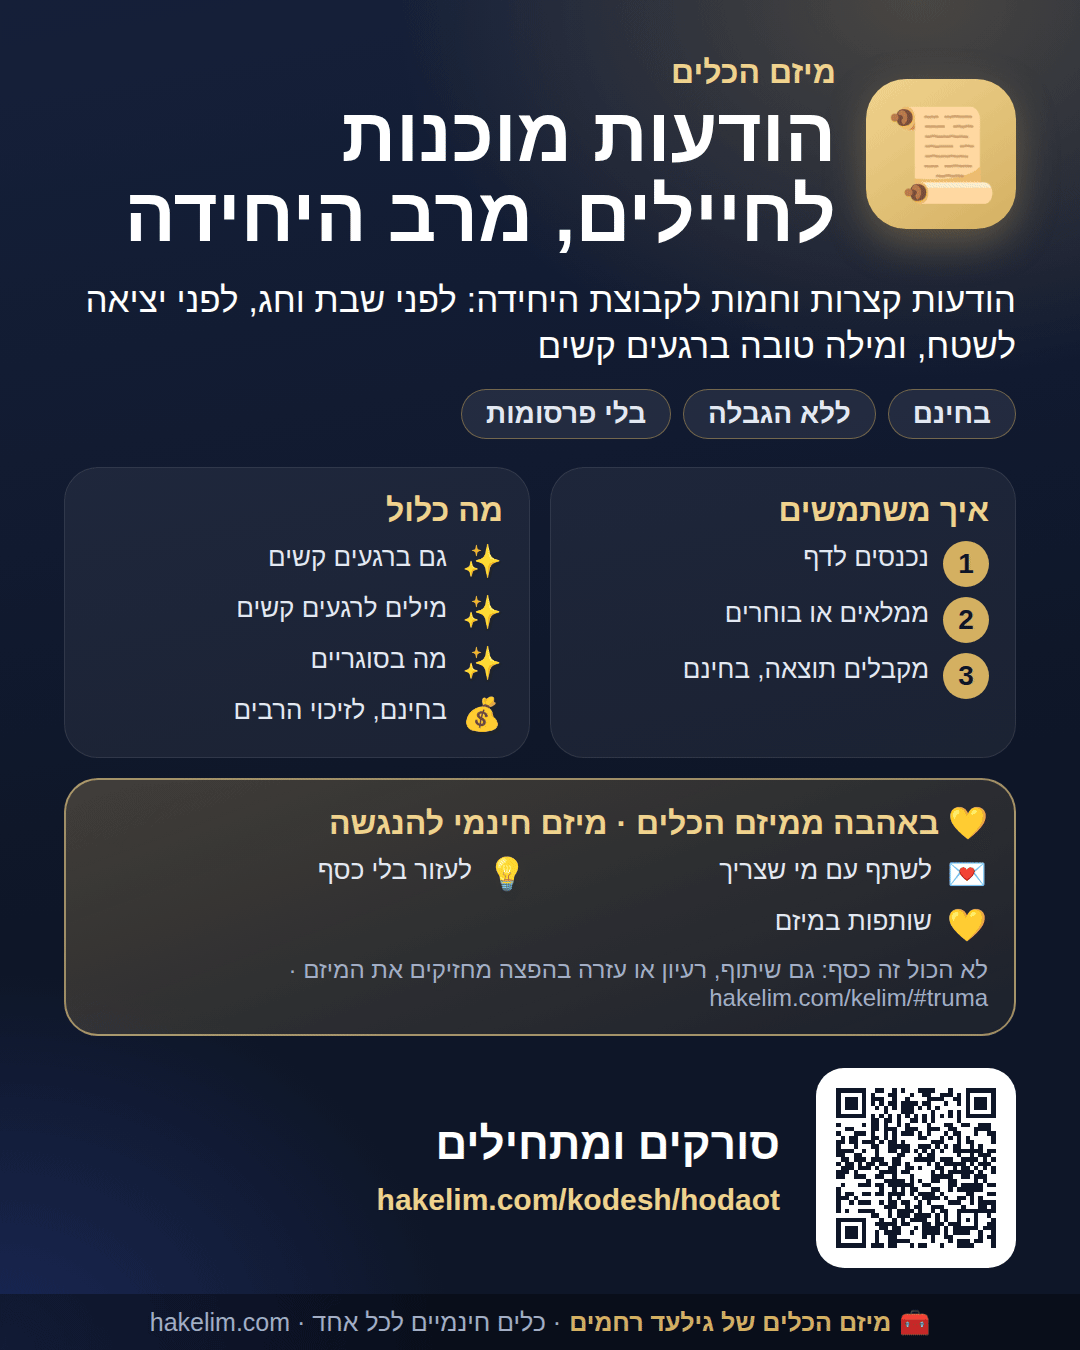 מיזם הכלים
הודעות מוכנות
לחיילים, מרב היחידה
הודעות קצרות וחמות לקבוצת היחידה: לפני שבת וחג, לפני יציאה
לשטח, ומילה טובה ברגעים קשים
בחינם
ללא הגבלה
בלי פרסומות
איך משתמשים
1 נכנסים לדף
2 ממלאים או בוחרים
3 מקבלים תוצאה, בחינם
מה כלול
גם ברגעים קשים
מילים לרגעים קשים
מה בסוגריים
בחינם, לזיכוי הרבים
באהבה ממיזם הכלים · מיזם חינמי להנגשה
לשתף עם מי שצריך
לעזור בלי כסף
שותפות במיזם
לא הכול זה כסף: גם שיתוף, רעיון או עזרה בהפצה מחזיקים את המיזם ·
hakelim.com/kelim/#truma
סורקים ומתחילים
hakelim.com/kodesh/hodaot
מיזם הכלים של גילעד רחמים · כלים חינמיים לכל אחד · hakelim.com